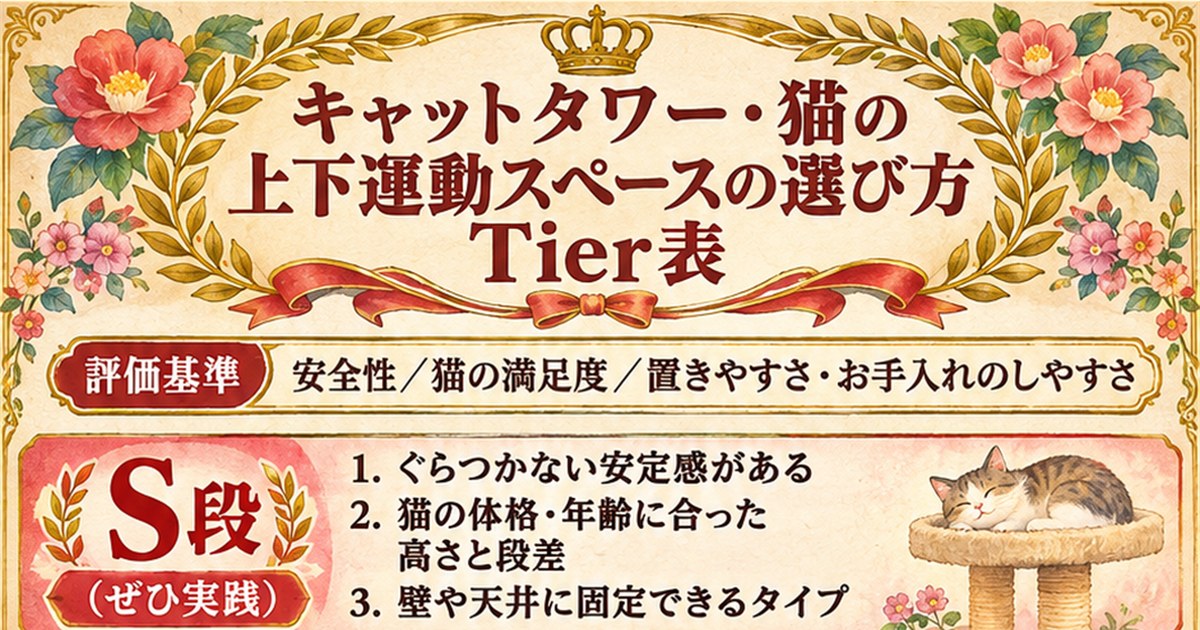 キャットタワー・猫の
上下運動スペースの選び方
Tier表
評価基準
安全性／猫の満足度／置きやすさ・お手入れのしやすさ
S段
（ぜひ実践）
1. ぐらつかない安定感がある
2. 猫の体格・年齢に合った
高さと段差
3. 壁や天井に固定できるタイプ